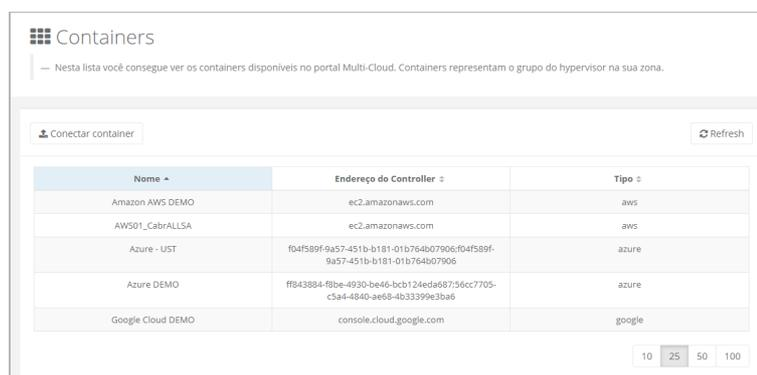 Containers
— Nesta lista você consegue ver os containers disponíveis no portal Multi-Cloud. Containers representam o grupo do hypervisor na sua zona.
Conectar container
Refresh
Nome Endereço do Controller Tipo
Amazon AWS DEMO ec2.amazonaws.com aws
AWS01_CabrALLSA ec2.amazonaws.com aws
Azure - UST f04f589f-9a57-451b-b181-01b764b07906;f04f589f- azure
9a57-451b-b181-01b764b07906
Azure DEMO ff843884-f8be-4930-be46-bcb124eda687;56cc7705- azure
c5a4-4840-ae68-4b33399e3ba6
Google Cloud DEMO console.cloud.google.com google
10 25 50 100